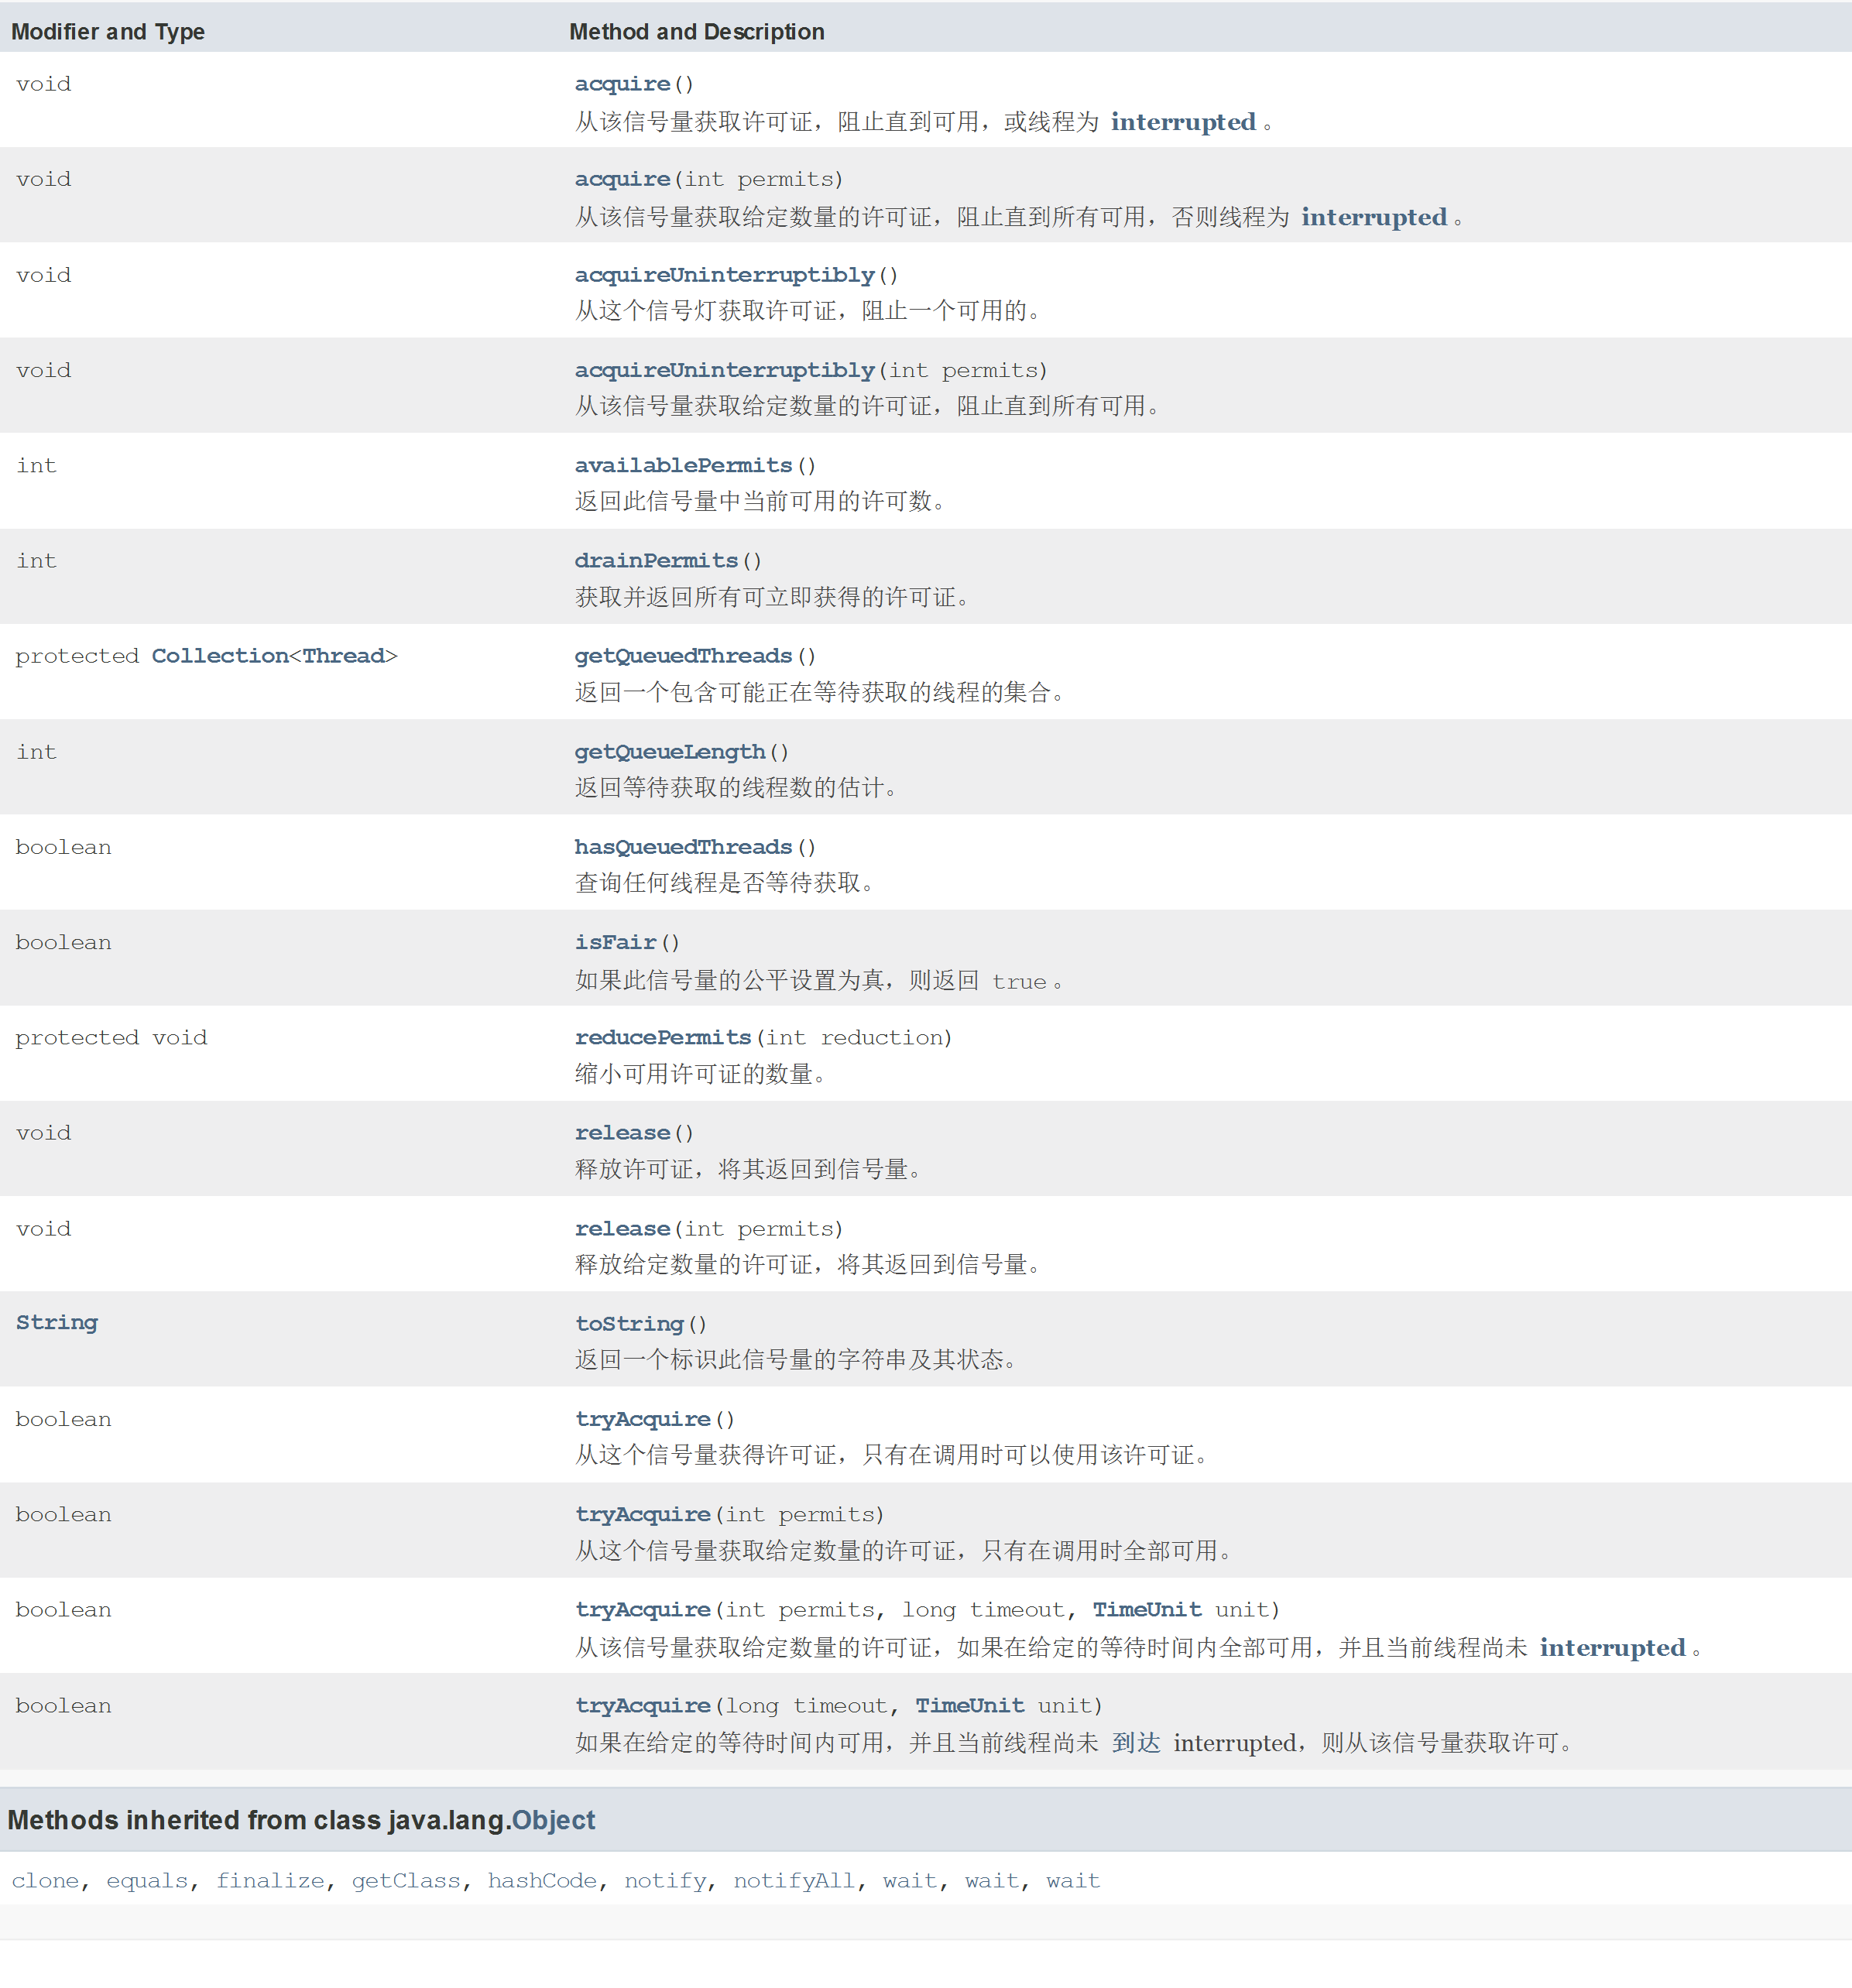 Modifier and Type Method and Description
void acquire()
从该信号量获取许可证，阻止直到可用，或线程为 interrupted 。
void acquire(int permits)
从该信号量获取给定数量的许可证，阻止直到所有可用，否则线程为 interrupted 。
void acquireUninterruptibly()
从这个信号灯获取许可证，阻止一个可用的。
void acquireUninterruptibly(int permits)
从该信号量获取给定数量的许可证，阻止直到所有可用。
int availablePermits()
返回此信号量中当前可用的许可数。
int drainPermits()
获取并返回所有可立即获得的许可证。
protected Collection<Thread> getQueuedThreads()
返回一个包含可能正在等待获取的线程的集合。
int getQueueLength()
返回等待获取的线程数的估计。
boolean hasQueuedThreads()
查询任何线程是否等待获取。
boolean isFair()
如果此信号量的公平设置为真，则返回 true 。
protected void reducePermits(int reduction)
缩小可用许可证的数量。
void release()
释放许可证，将其返回到信号量。
void release(int permits)
释放给定数量的许可证，将其返回到信号量。
String toString()
返回一个标识此信号量的字符串及其状态。
boolean tryAcquire()
从这个信号量获得许可证，只有在调用时可以使用该许可证。
boolean tryAcquire(int permits)
从这个信号量获取给定数量的许可证，只有在调用时全部可用。
boolean tryAcquire(int permits, long timeout, TimeUnit unit)
从该信号量获取给定数量的许可证，如果在给定的等待时间内全部可用，并且当前线程尚未 interrupted 。
boolean tryAcquire(long timeout, TimeUnit unit)
如果在给定的等待时间内可用，并且当前线程尚未 到达 interrupted，则从该信号量获取许可。
Methods inherited from class java.lang.Object
clone, equals, finalize, getClass, hashCode, notify, notifyAll, wait, wait, wait